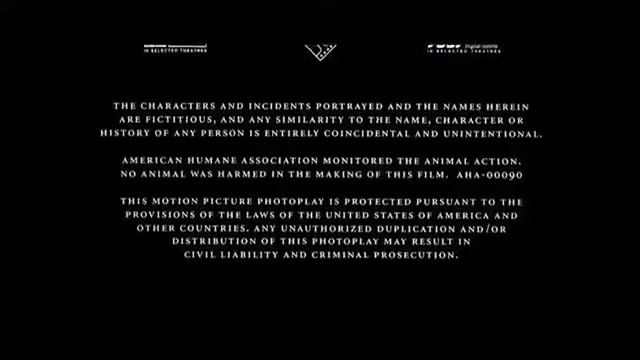 IN SELECTED THEATRES
Digital Sound
IN SELECTED THEATRES
THE CHARACTERS AND INCIDENTS PORTRAYED AND THE NAMES HEREIN
ARE FICTITIOUS, AND ANY SIMILARITY TO THE NAME, CHARACTER OR
HISTORY OF ANY PERSON IS ENTIRELY COINCIDENTAL AND UNINTENTIONAL.
AMERICAN HUMANE ASSOCIATION MONITORED THE ANIMAL ACTION.
NO ANIMAL WAS HARMED IN THE MAKING OF THIS FILM. AHA-00090
THIS MOTION PICTURE PHOTOPLAY IS PROTECTED PURSUANT TO THE
PROVISIONS OF THE LAWS OF THE UNITED STATES OF AMERICA AND
OTHER COUNTRIES. ANY UNAUTHORIZED DUPLICATION AND/OR
DISTRIBUTION OF THIS PHOTOPLAY MAY RESULT IN
CIVIL LIABILITY AND CRIMINAL PROSECUTION.